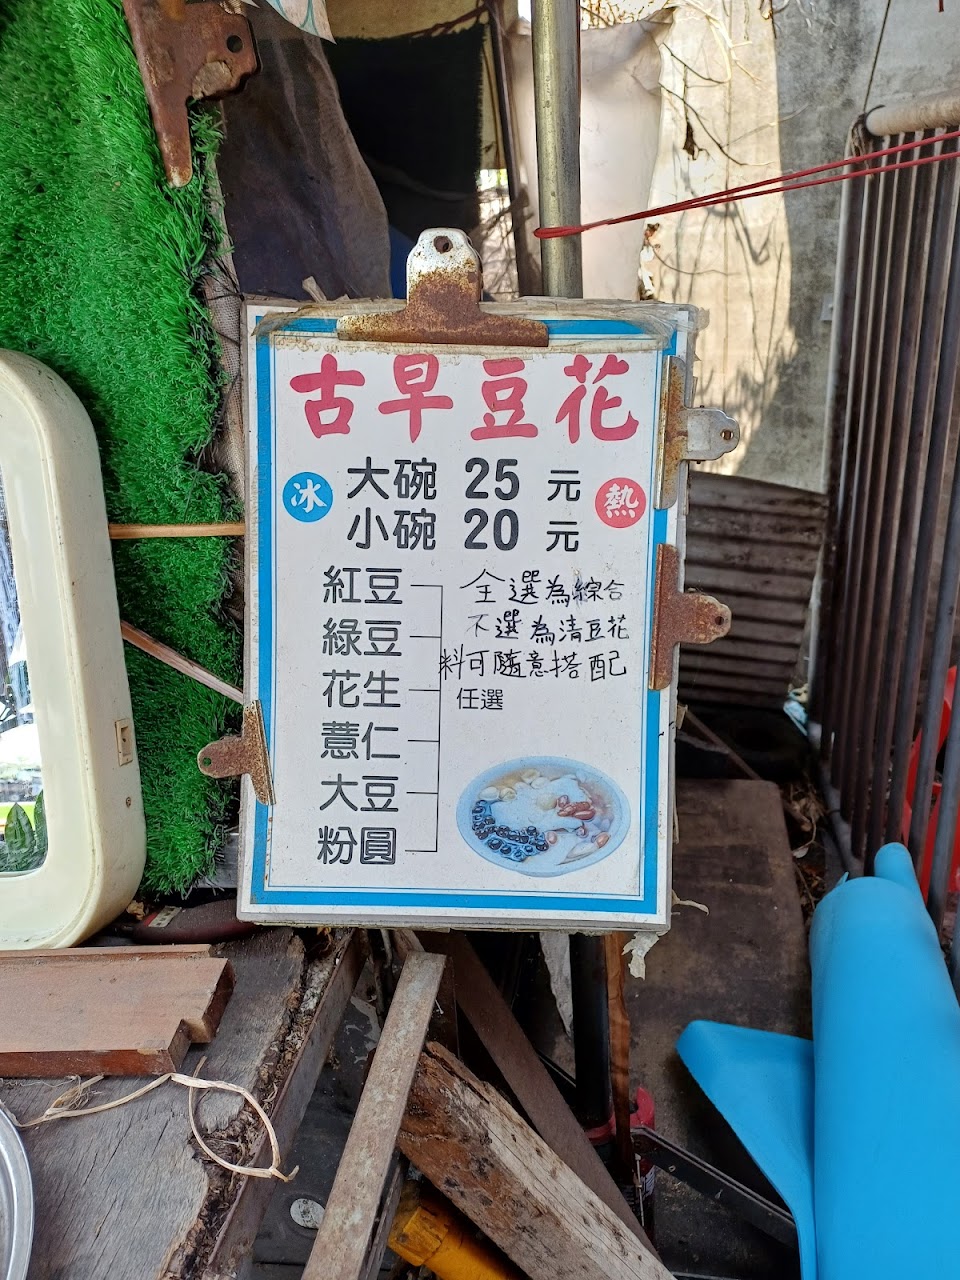 古早豆花
冰 大碗 25 元 熱
小碗 20 元
紅豆
綠豆
花生
薏仁
大豆
粉圓
全選為綜合
不選為清豆花
料可隨意搭配
任選